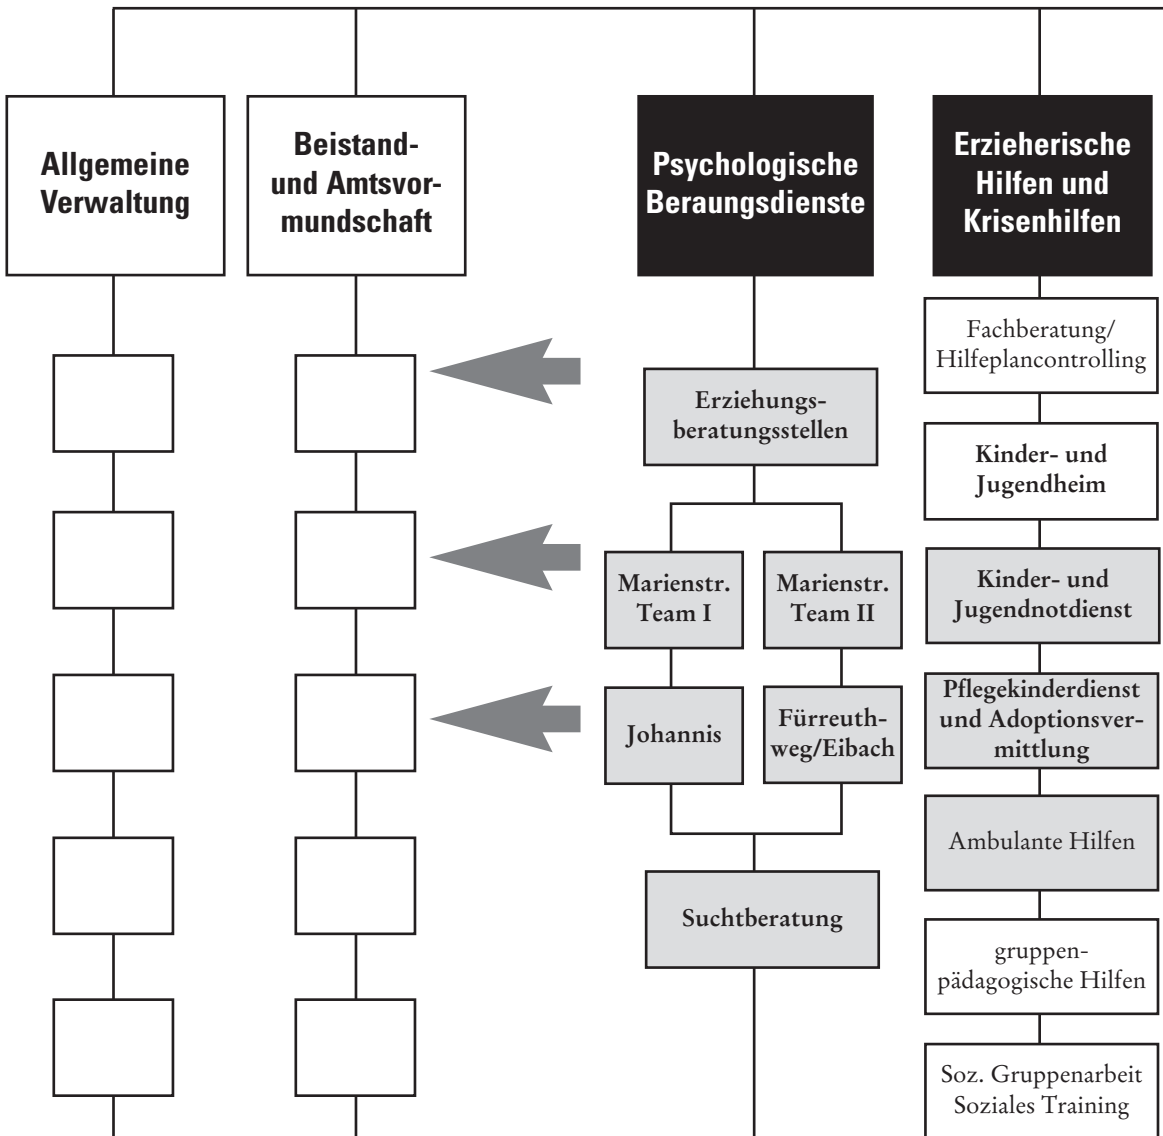 Allgemeine
Verwaltung
Beistand-
und Amtsvor-
mundschaft
Psychologische
Beraungsdienste
Erziehungs-
beratungsstellen
Marienstr.
Team I
Marienstr.
Team II
Johannis
Fürreuth-
weg/Eibach
Suchtberatung
Erzieherische
Hilfen und
Krisenhilfen
Fachberatung/
Hilfeplancontrolling
Kinder- und
Jugendheim
Kinder- und
Jugendnotdienst
Pflegekinderdienst
und Adoptionsver-
mittlung
Ambulante Hilfen
gruppen-
pädagogische Hilfen
Soz. Gruppenarbeit
Soziales Training